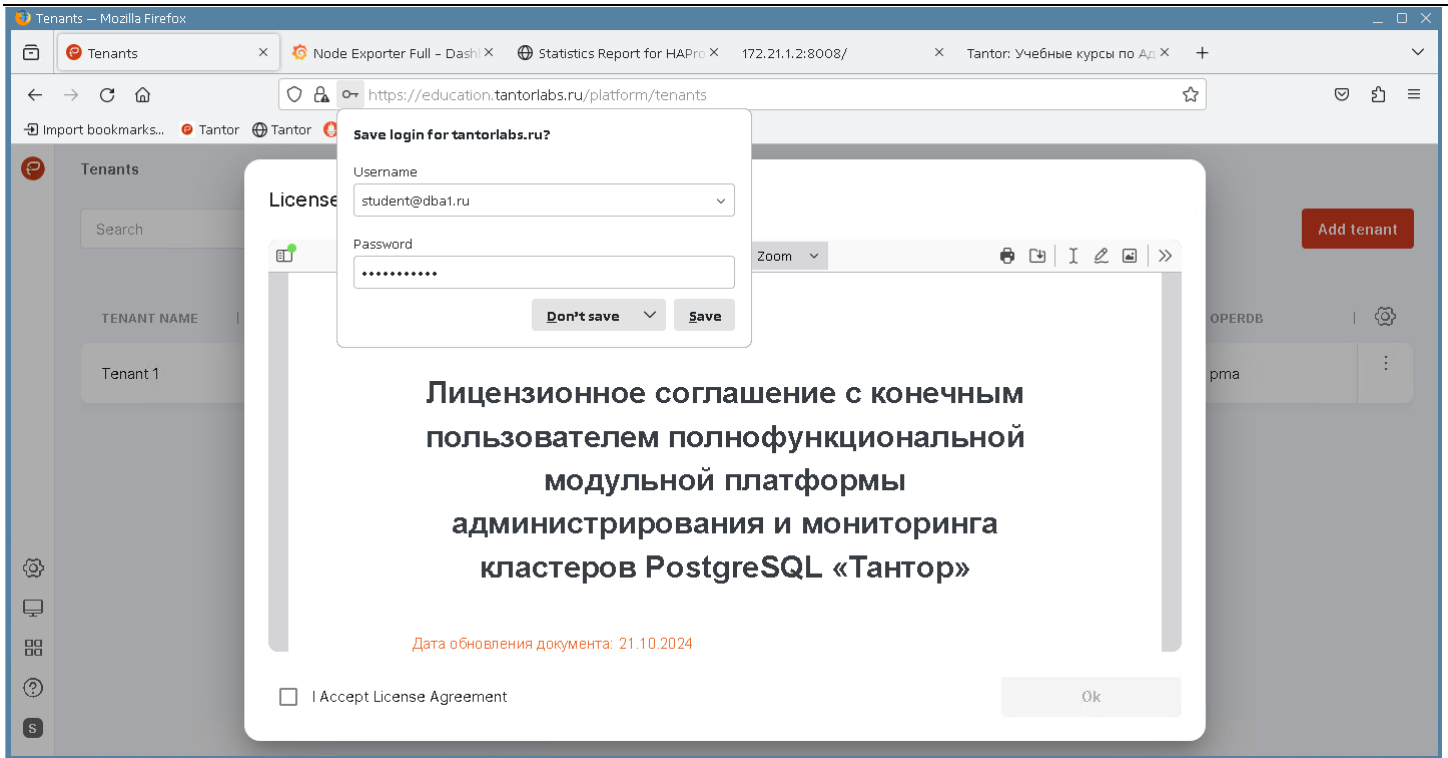 Tenants — Mozilla Firefox
Tenants
Node Exporter Full – Dash
Statistics Report for HAPro
172.21.1.2:8008/
Tantor: Учебные курсы по Ад
https://education.tantorlabs.ru/platform/tenants
Import bookmarks...
Tantor
Tantor
Save login for tantorlabs.ru?
Username
student@dba1.ru
Password
•••••••••••
Don't save
Save
Tenants
License
Search
Add tenant
Zoom
TENANT NAME
OPERDB
Tenant 1
pma
Лицензионное соглашение с конечным
пользователем полнофункциональной
модульной платформы
администрирования и мониторинга
кластеров PostgreSQL «Тантор»
Дата обновления документа: 21.10.2024
I Accept License Agreement
Ok
S